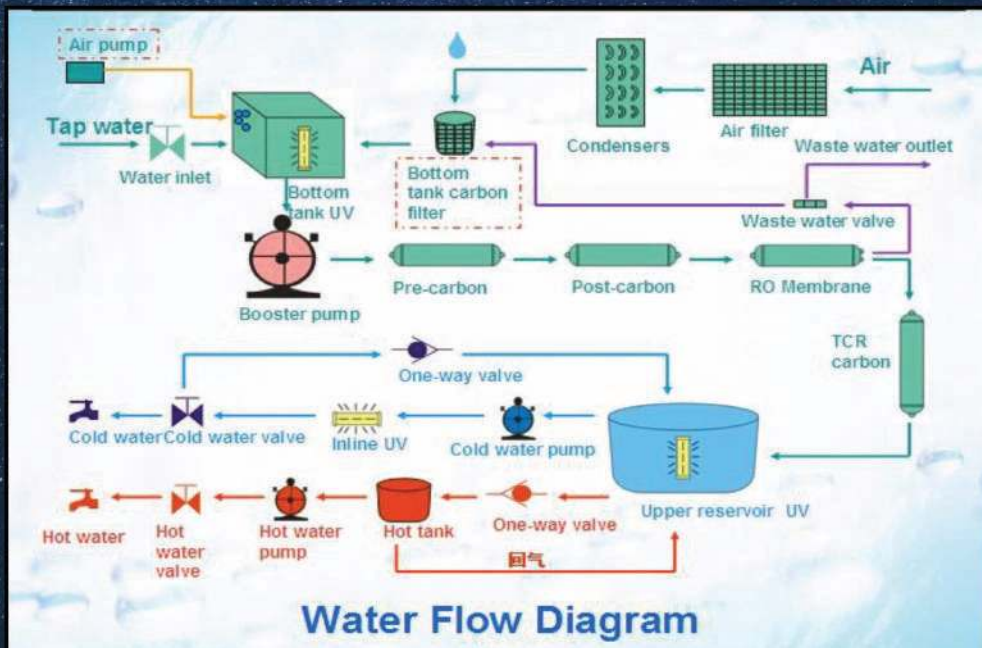 Air pump
Air
Tap water
Air filter
Condensers
Waste water outlet
Water inlet
Bottom
tank UV
Bottom
tank carbon
filter
Waste water valve
Pre-carbon
Post-carbon
RO Membrane
Booster pump
TCR
carbon
One-way valve
Cold water
Cold water valve
Inline UV
Cold water pump
Upper reservoir UV
Hot water
Hot
water
valve
Hot water
pump
Hot tank
One-way valve
回气
Water Flow Diagram